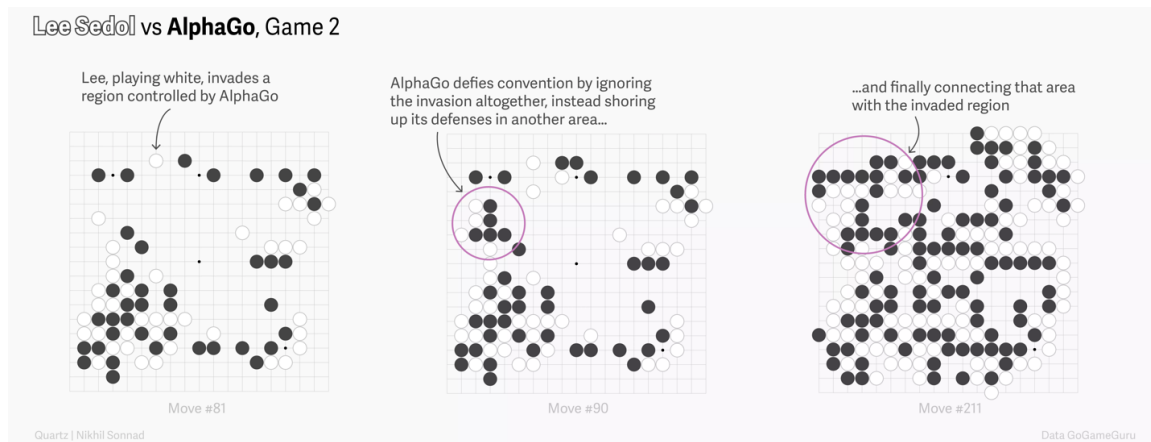 Lee Sedol vs AlphaGo, Game 2
Lee, playing white, invades a
region controlled by AlphaGo
AlphaGo defies convention by ignoring
the invasion altogether, instead shoring
up its defenses in another area...
...and finally connecting that area
with the invaded region
Move #81
Move #90
Move #211
Quartz | Nikhil Sonnad
Data GoGameGuru